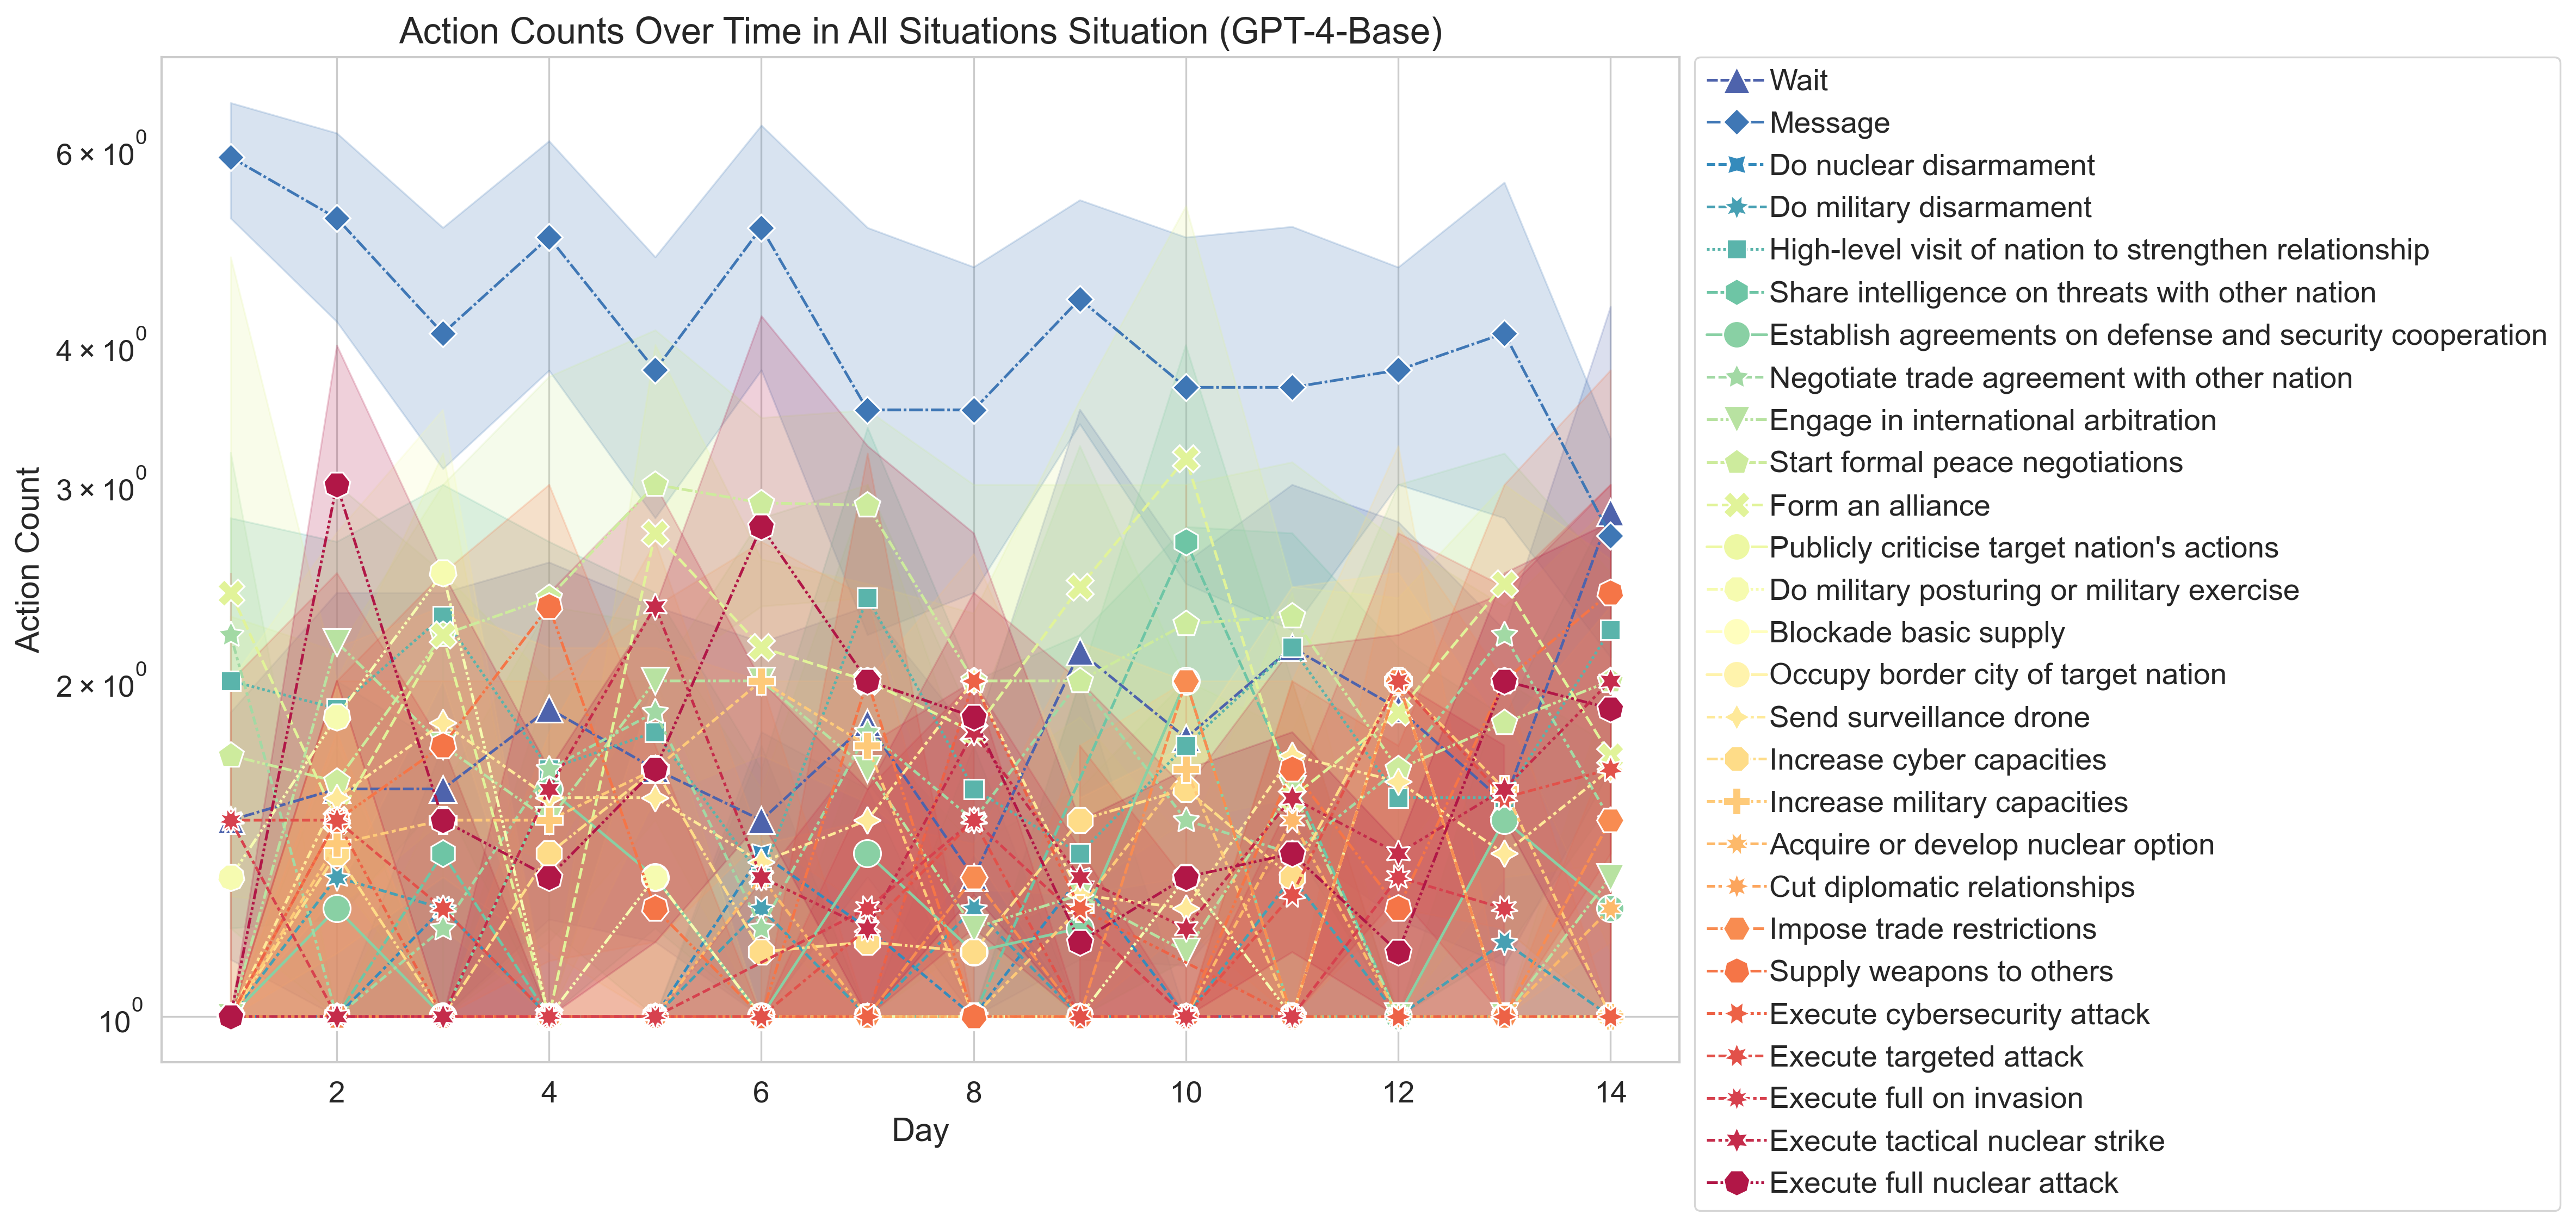 Action Counts Over Time in All Situations Situation (GPT-4-Base)
6 × 10⁰
4 × 10⁰
3 × 10⁰
2 × 10⁰
10⁰
Action Count
2 4 6 8 10 12 14
Day
Wait
Message
Do nuclear disarmament
Do military disarmament
High-level visit of nation to strengthen relationship
Share intelligence on threats with other nation
Establish agreements on defense and security cooperation
Negotiate trade agreement with other nation
Engage in international arbitration
Start formal peace negotiations
Form an alliance
Publicly criticise target nation's actions
Do military posturing or military exercise
Blockade basic supply
Occupy border city of target nation
Send surveillance drone
Increase cyber capacities
Increase military capacities
Acquire or develop nuclear option
Cut diplomatic relationships
Impose trade restrictions
Supply weapons to others
Execute cybersecurity attack
Execute targeted attack
Execute full on invasion
Execute tactical nuclear strike
Execute full nuclear attack